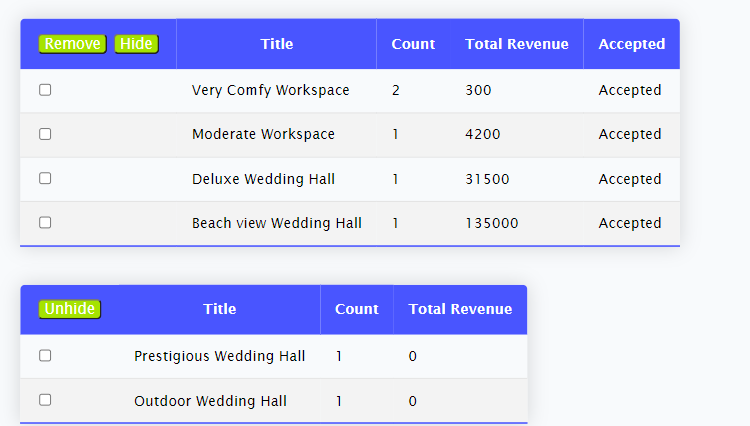 Remove Hide Title Count Total Revenue Accepted
Very Comfy Workspace 2 300 Accepted
Moderate Workspace 1 4200 Accepted
Deluxe Wedding Hall 1 31500 Accepted
Beach view Wedding Hall 1 135000 Accepted
Unhide Title Count Total Revenue
Prestigious Wedding Hall 1 0
Outdoor Wedding Hall 1 0